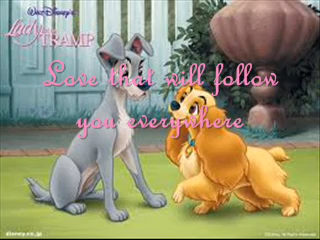 Walt Disney's
Lady and the
TRAMP
Love that will follow
you everywhere
disney.co.jp